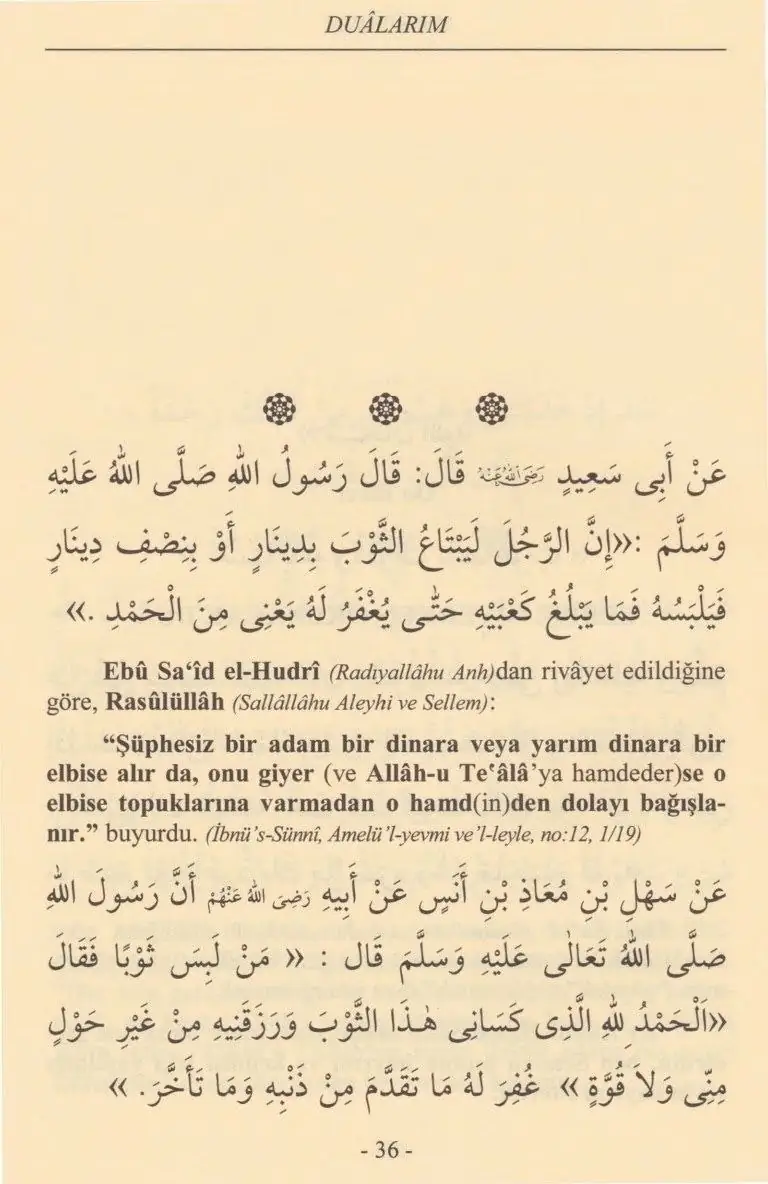 DUÂLARIM
عَنْ أَبِى سَعِيدٍ رَضِىَ اللهُ عَنْهُ قَالَ: قَالَ رَسُولُ اللهِ صَلَّى اللهُ عَلَيْهِ
وَسَلَّمَ :«إِنَّ الرَّجُلَ لَيَبْتَاعُ الثَّوْبَ بِدِينَارٍ أَوْ بِنِصْفِ دِينَارٍ
فَيَلْبَسُهُ فَمَا يَبْلُغُ كَعْبَيْهِ حَتّٰى يُغْفَرُ لَهُ يَعْنِى مِنَ الْحَمْدِ .»
Ebû Sa‘îd el-Hudrî (Radıyallâhu Anh)dan rivâyet edildiğine
göre, Rasûlüllâh (Sallâllâhu Aleyhi ve Sellem):
“Şüphesiz bir adam bir dinara veya yarım dinara bir
elbise alır da, onu giyer (ve Allâh-u Te‛âlâ’ya hamdeder)se o
elbise topuklarına varmadan o hamd(in)den dolayı bağışla-
nır.” buyurdu. (İbnü’s-Sünnî, Amelü’l-yevmi ve’l-leyle, no:12, 1/19)
عَنْ سَهْلِ بْنِ مُعَاذِ بْنِ أَنَسٍ عَنْ أَبِيهِ رَضِىَ اللهُ عَنْهُمْ أَنَّ رَسُولَ اللهِ
صَلَّى اللهُ تَعَالٰى عَلَيْهِ وَسَلَّمَ قَالَ : « مَنْ لَبِسَ ثَوْبًا فَقَالَ
«اَلْحَمْدُ لِلّٰهِ الَّذِى كَسَانِى هٰذَا الثَّوْبَ وَرَزَقَنِيهِ مِنْ غَيْرِ حَوْلٍ
مِنِّى وَلاَ قُوَّةٍ » غُفِرَ لَهُ مَا تَقَدَّمَ مِنْ ذَنْبِهِ وَمَا تَأَخَّرَ. »
- 36 -